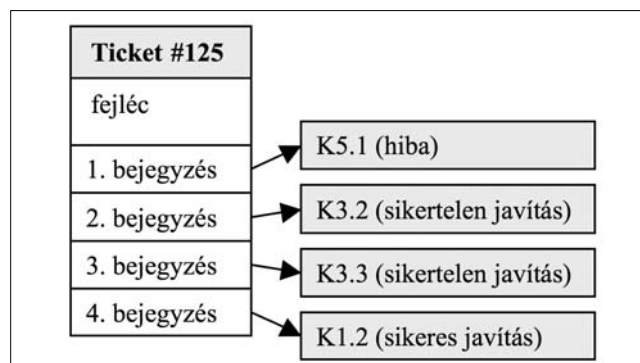 Ticket #125
fejléc
1. bejegyzés
2. bejegyzés
3. bejegyzés
4. bejegyzés
K5.1 (hiba)
K3.2 (sikertelen javítás)
K3.3 (sikertelen javítás)
K1.2 (sikeres javítás)